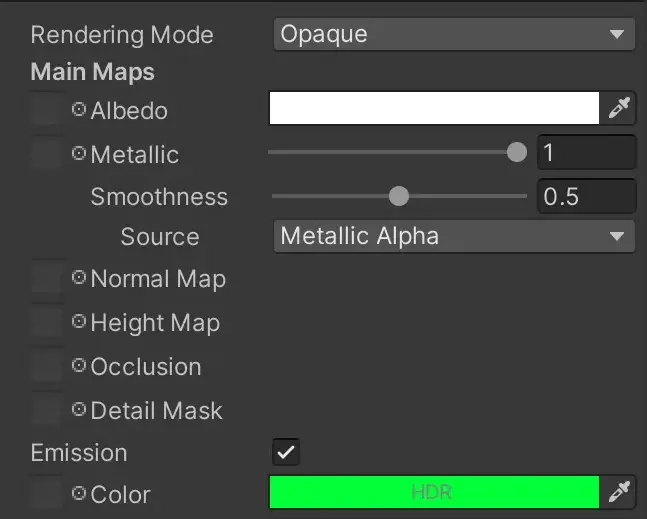 Rendering Mode Opaque
Main Maps
Albedo
Metallic 1
Smoothness 0.5
Source Metallic Alpha
Normal Map
Height Map
Occlusion
Detail Mask
Emission
Color HDR